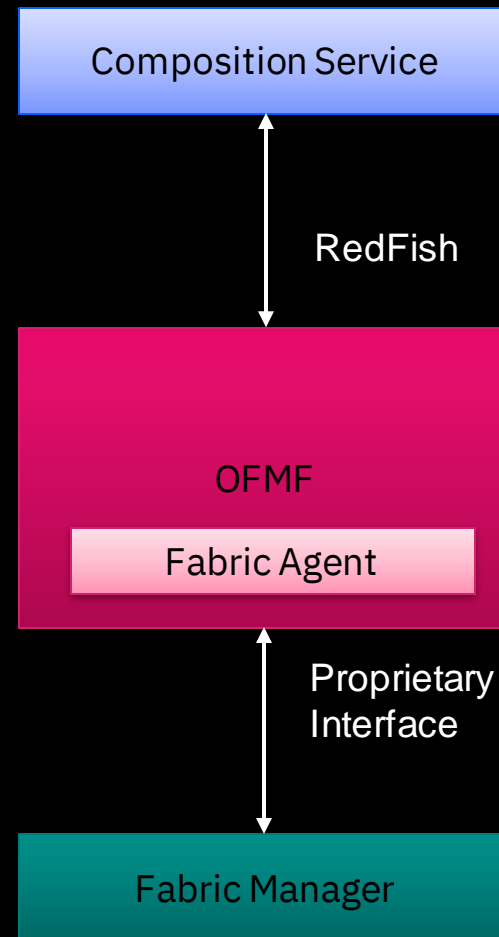 Composition Service
RedFish
OFMF
Fabric Agent
Proprietary
Interface
Fabric Manager